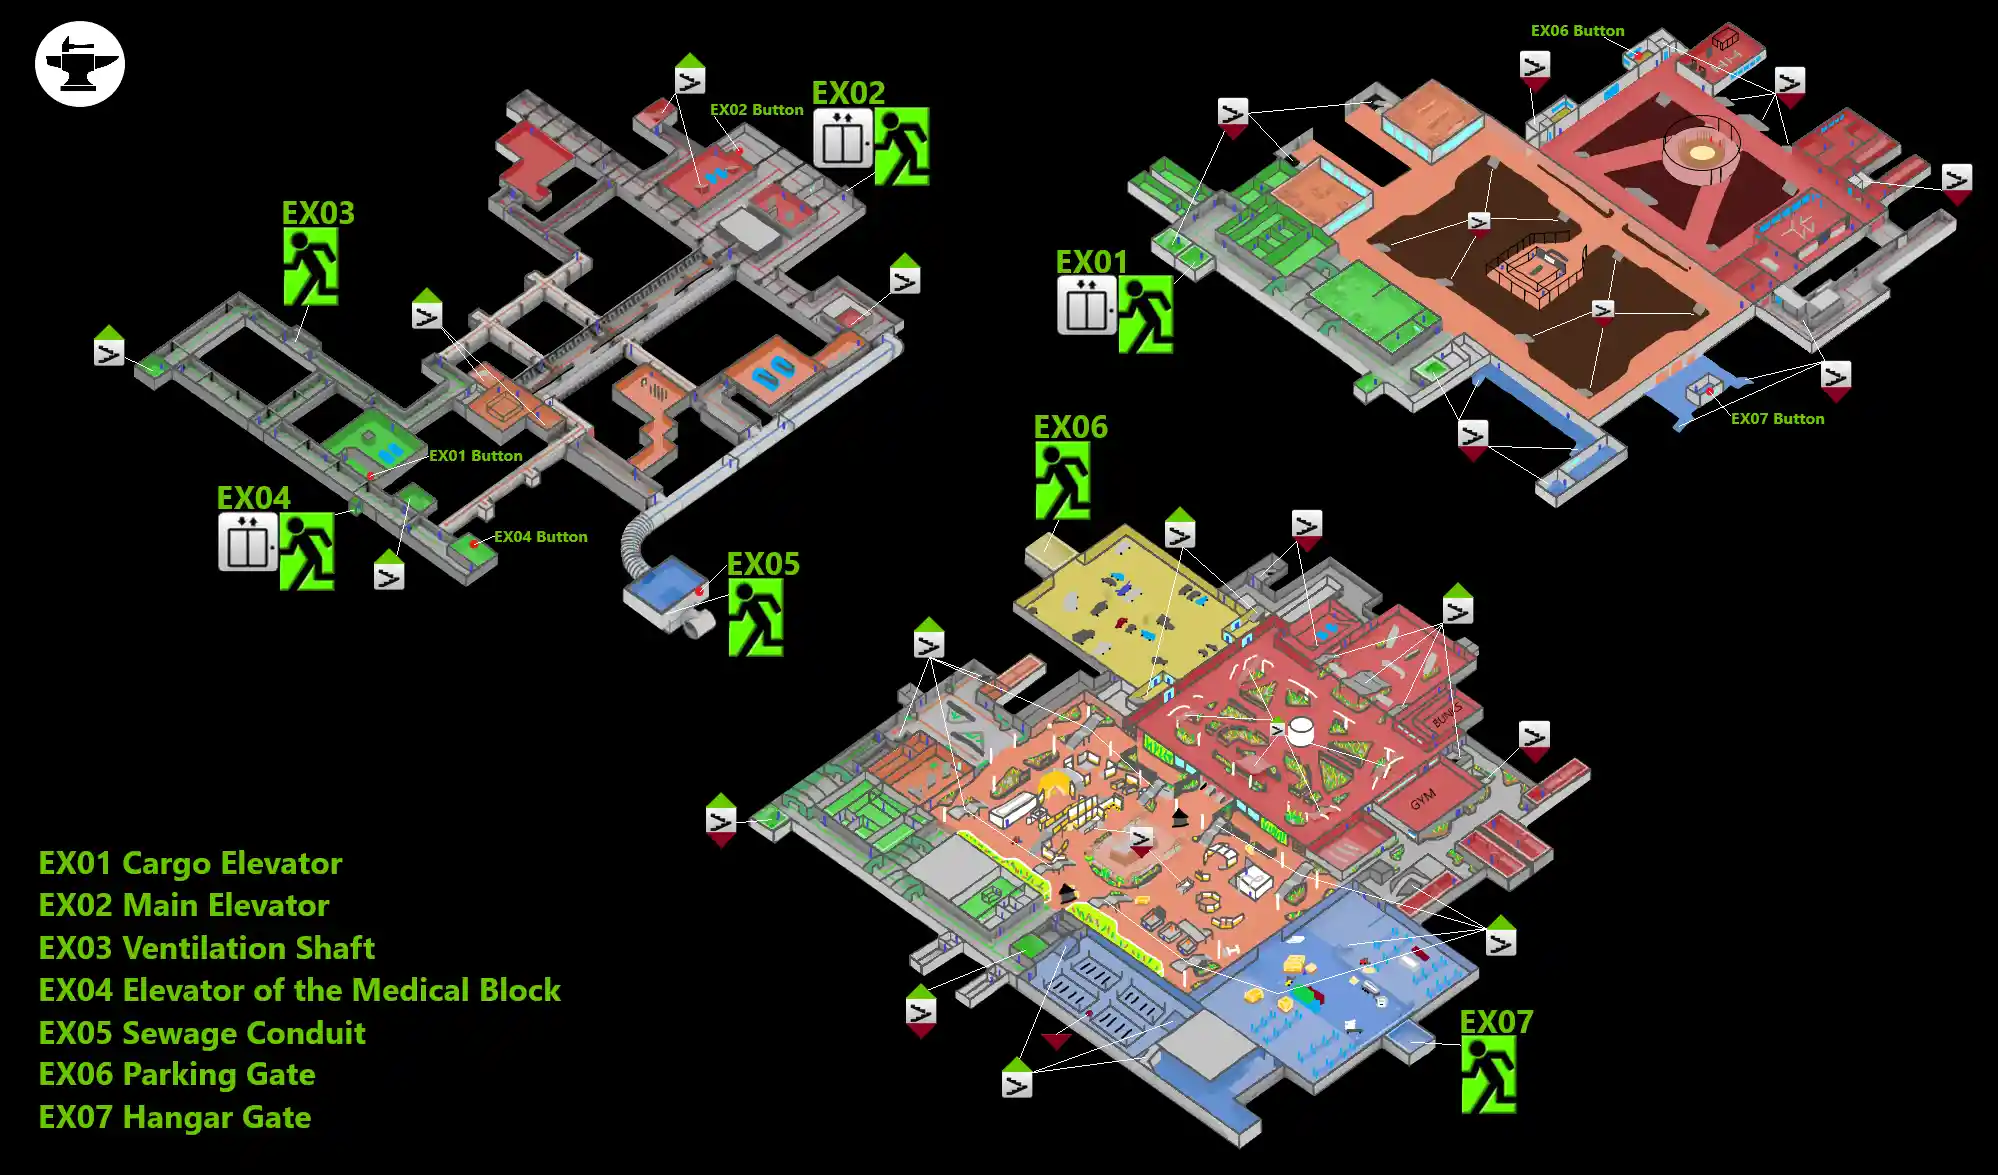 EX06 Button
EX02
EX02 Button
EX03
EX01
EX07 Button
EX06
EX01 Button
EX04
EX04 Button
EX05
BUNKS
GYM
EX07
EX01 Cargo Elevator
EX02 Main Elevator
EX03 Ventilation Shaft
EX04 Elevator of the Medical Block
EX05 Sewage Conduit
EX06 Parking Gate
EX07 Hangar Gate